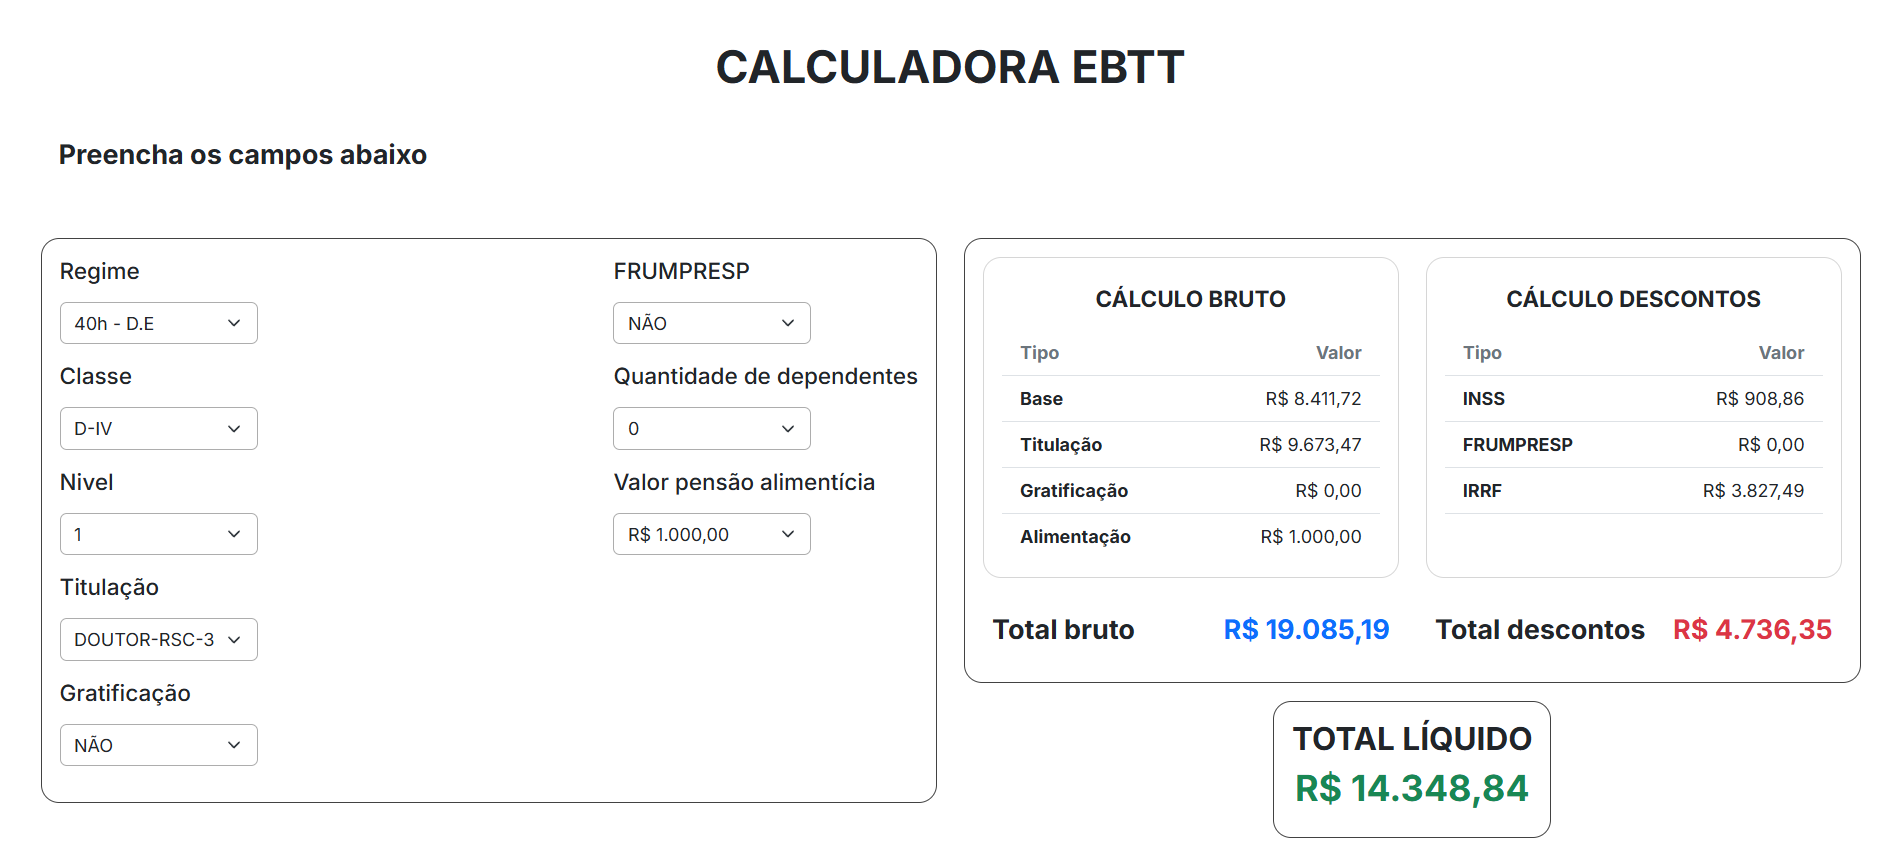 CALCULADORA EBTT
Preencha os campos abaixo
Regime
40h - D.E
Classe
D-IV
Nivel
1
Titulação
DOUTOR-RSC-3
Gratificação
NÃO
FRUMPRESP
NÃO
Quantidade de dependentes
0
Valor pensão alimentícia
R$ 1.000,00
CÁLCULO BRUTO
Tipo Valor
Base R$ 8.411,72
Titulação R$ 9.673,47
Gratificação R$ 0,00
Alimentação R$ 1.000,00
Total bruto R$ 19.085,19
CÁLCULO DESCONTOS
Tipo Valor
INSS R$ 908,86
FRUMPRESP R$ 0,00
IRRF R$ 3.827,49
Total descontos R$ 4.736,35
TOTAL LÍQUIDO
R$ 14.348,84